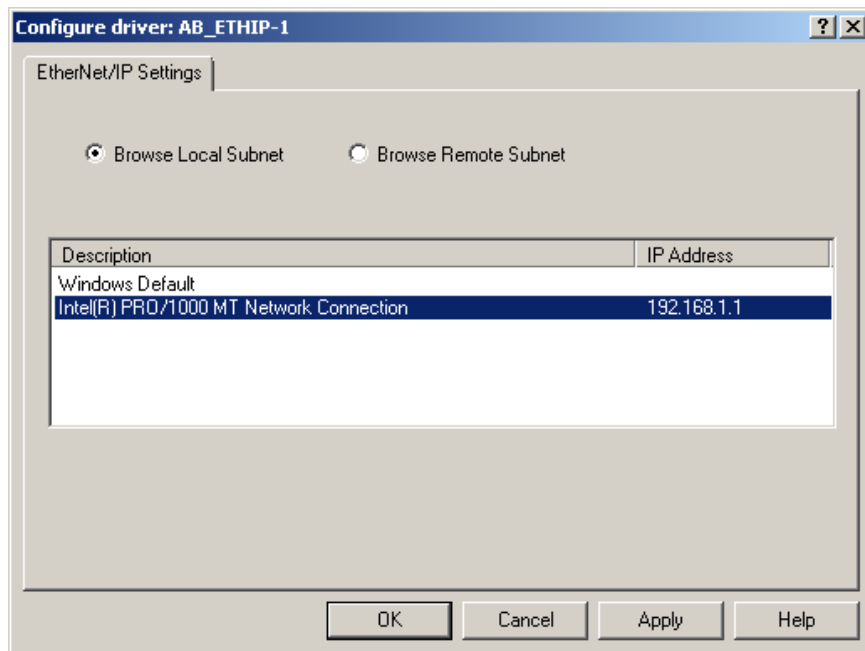 Configure driver: AB_ETHIP-1
EtherNet/IP Settings
Browse Local Subnet Browse Remote Subnet
Description IP Address
Windows Default
Intel(R) PRO/1000 MT Network Connection 192.168.1.1
OK Cancel Apply Help